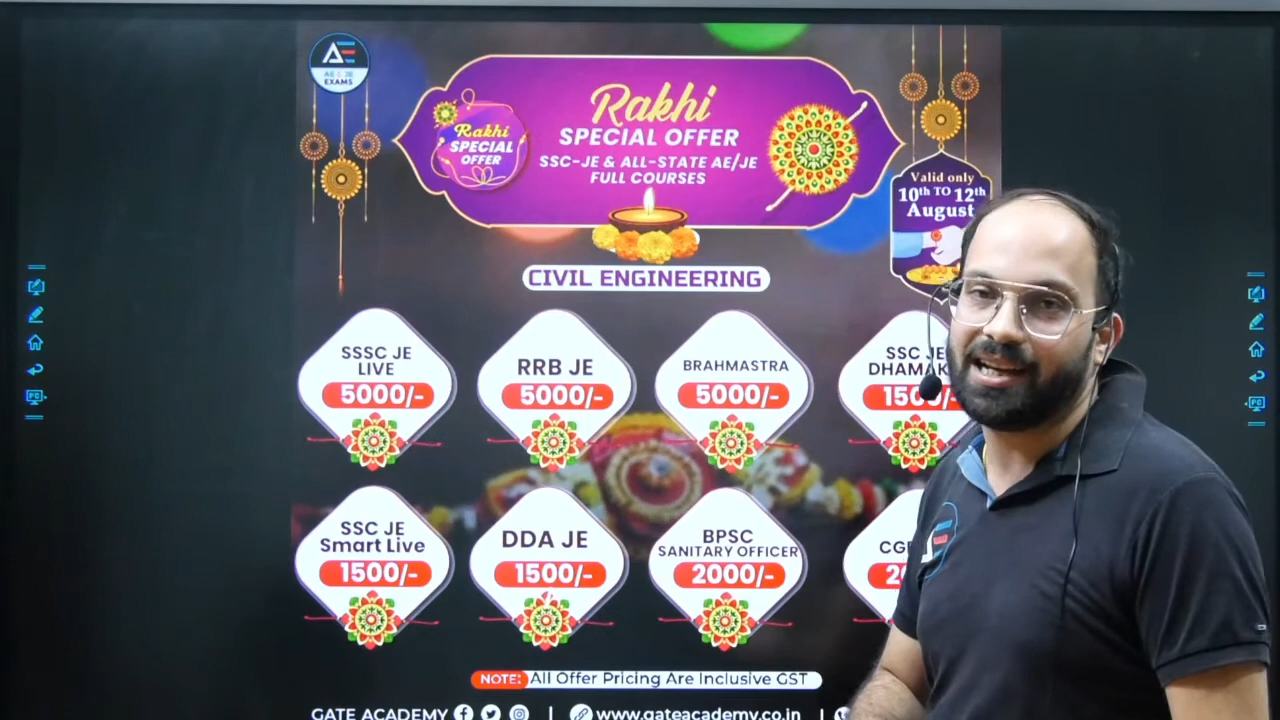 AE & JE
EXAMS
Rakhi
SPECIAL OFFER
SSC-JE & ALL-STATE AE/JE
FULL COURSES
Rakhi
SPECIAL
OFFER
Valid only
10th TO 12th
August
CIVIL ENGINEERING
SSSC JE
LIVE
5000/-
RRB JE
5000/-
BRAHMASTRA
5000/-
SSC JE
1500/-
SSC JE
Smart Live
1500/-
DDA JE
1500/-
BPSC
SANITARY OFFICER
2000/-
NOTE: All Offer Pricing Are Inclusive GST
GATE ACADEMY | www.gateacademy.co.in |